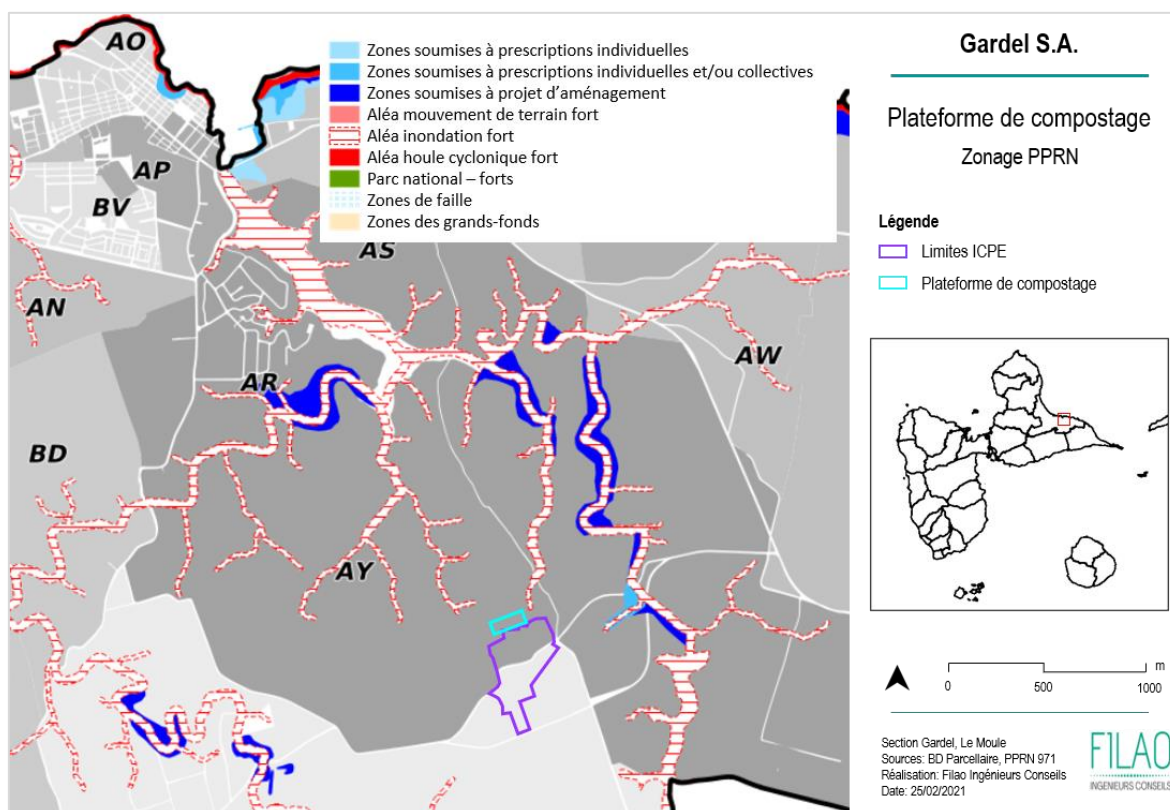 AO
AP
BV
AS
AN
AR
AW
BD
AY
Zones soumises à prescriptions individuelles
Zones soumises à prescriptions individuelles et/ou collectives
Zones soumises à projet d'aménagement
Aléa mouvement de terrain fort
Aléa inondation fort
Aléa houle cyclonique fort
Parc national – forts
Zones de faille
Zones des grands-fonds
Gardel S.A.
Plateforme de compostage
Zonage PPRN
Légende
Limites ICPE
Plateforme de compostage
m
0 500 1000
Section Gardel, Le Moule
Sources: BD Parcellaire, PPRN 971
Réalisation: Filao Ingénieurs Conseils
Date: 25/02/2021
FILAO
INGÉNIEURS CONSEILS